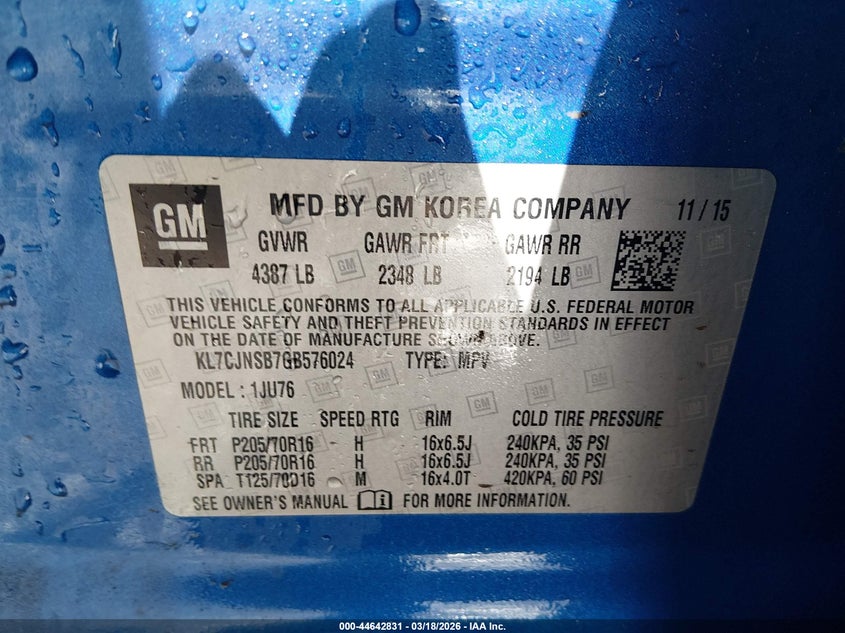 GM MFD BY GM KOREA COMPANY 11/15
GVWR GAWR FRT GAWR RR
4387 LB 2348 LB 2194 LB
THIS VEHICLE CONFORMS TO ALL APPLICABLE U.S. FEDERAL MOTOR
VEHICLE SAFETY AND THEFT PREVENTION STANDARDS IN EFFECT
ON THE DATE OF MANUFACTURE SHOWN ABOVE.
KL7CJNSB7GB576024 TYPE: MPV
MODEL : 1JU76
TIRE SIZE SPEED RTG RIM COLD TIRE PRESSURE
FRT P205/70R16 H 16x6.5J 240KPA, 35 PSI
RR P205/70R16 H 16x6.5J 240KPA, 35 PSI
SPA T125/70D16 M 16x4.0T 420KPA, 60 PSI
SEE OWNER'S MANUAL FOR MORE INFORMATION.
000-44642831 - 03/18/2026 - IAA Inc.